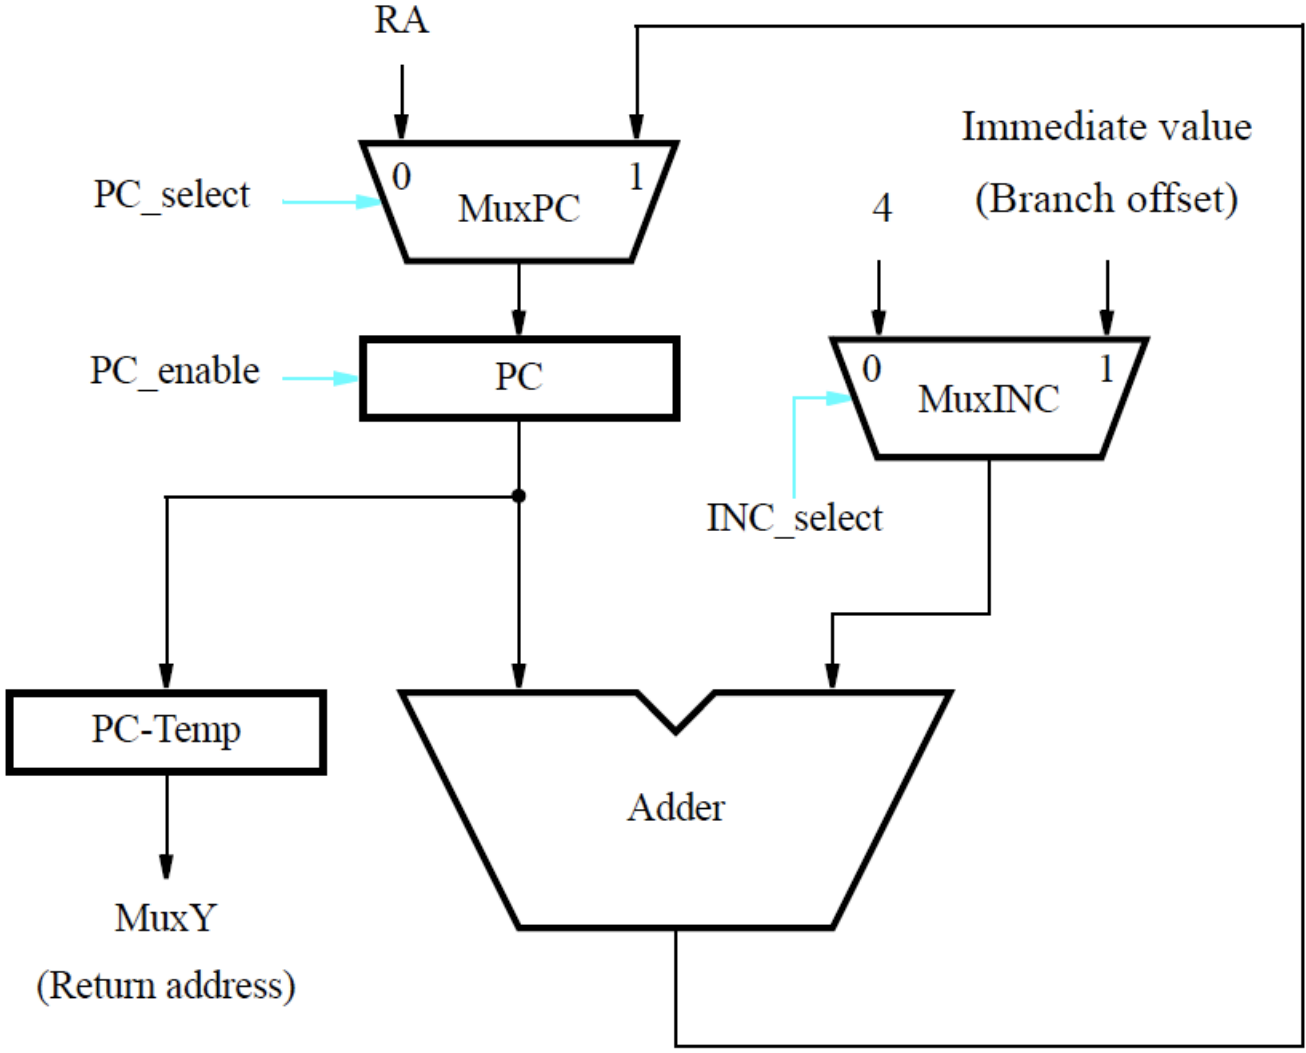 RA
Immediate value
(Branch offset)
4
PC_select
0
1
MuxPC
PC_enable
PC
0
1
MuxINC
INC_select
PC-Temp
Adder
MuxY
(Return address)